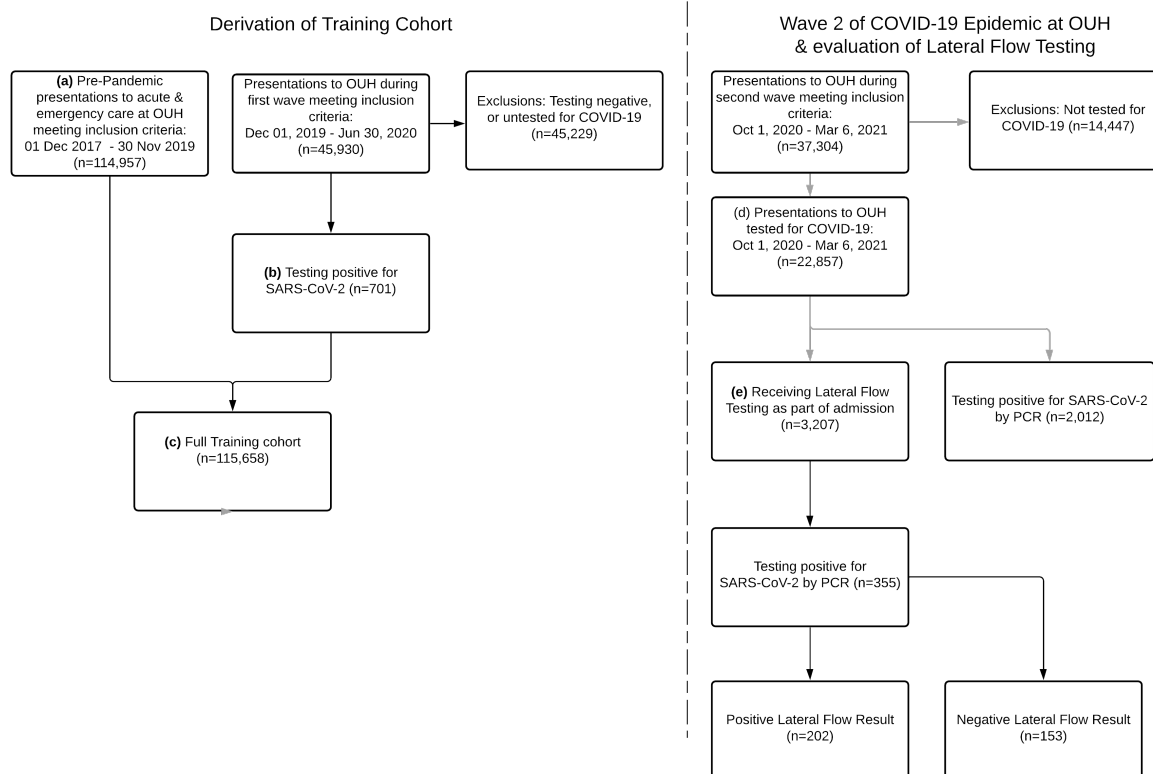 Derivation of Training Cohort
(a) Pre-Pandemic
presentations to acute &
emergency care at OUH
meeting inclusion criteria:
01 Dec 2017 - 30 Nov 2019
(n=114,957)
Presentations to OUH during
first wave meeting inclusion
criteria:
Dec 01, 2019 - Jun 30, 2020
(n=45,930)
Exclusions: Testing negative,
or untested for COVID-19
(n=45,229)
(b) Testing positive for
SARS-CoV-2 (n=701)
(c) Full Training cohort
(n=115,658)
Wave 2 of COVID-19 Epidemic at OUH
& evaluation of Lateral Flow Testing
Presentations to OUH during
second wave meeting inclusion
criteria:
Oct 1, 2020 - Mar 6, 2021
(n=37,304)
Exclusions: Not tested for
COVID-19 (n=14,447)
(d) Presentations to OUH
tested for COVID-19:
Oct 1, 2020 - Mar 6, 2021
(n=22,857)
(e) Receiving Lateral Flow
Testing as part of admission
(n=3,207)
Testing positive for SARS-CoV-2
by PCR (n=2,012)
Testing positive for
SARS-CoV-2 by PCR (n=355)
Positive Lateral Flow Result
(n=202)
Negative Lateral Flow Result
(n=153)